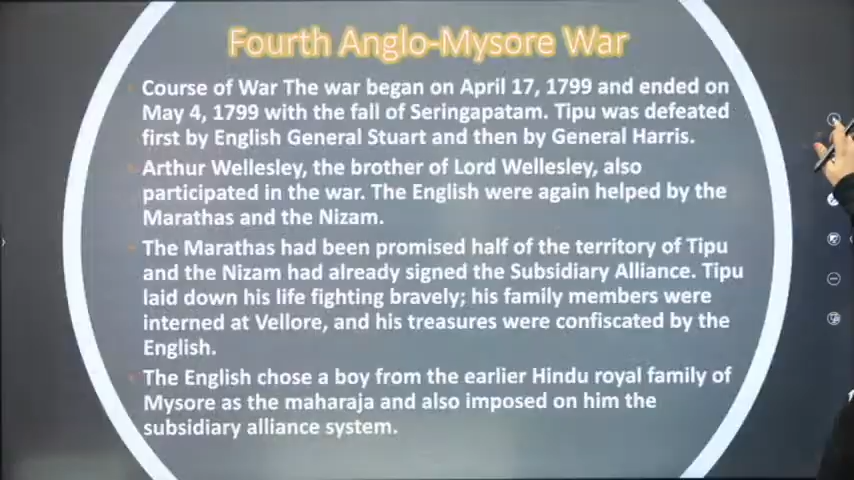 Fourth Anglo-Mysore War
Course of War The war began on April 17, 1799 and ended on
May 4, 1799 with the fall of Seringapatam. Tipu was defeated
first by English General Stuart and then by General Harris.
Arthur Wellesley, the brother of Lord Wellesley, also
participated in the war. The English were again helped by the
Marathas and the Nizam.
The Marathas had been promised half of the territory of Tipu
and the Nizam had already signed the Subsidiary Alliance. Tipu
laid down his life fighting bravely; his family members were
interned at Vellore, and his treasures were confiscated by the
English.
The English chose a boy from the earlier Hindu royal family of
Mysore as the maharaja and also imposed on him the
subsidiary alliance system.